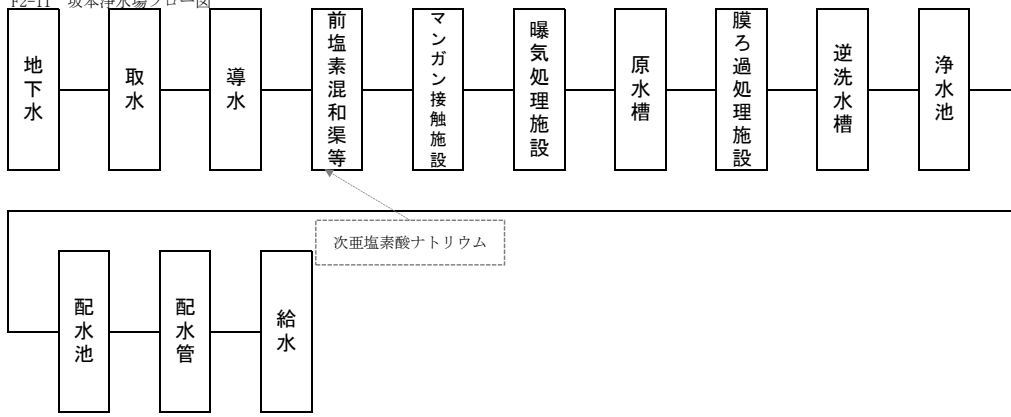 F2-11 坂本浄水場フロー図
地下水
取水
導水
前塩素混和渠等
マンガン接触施設
曝気処理施設
原水槽
膜ろ過処理施設
逆洗水槽
浄水池
次亜塩素酸ナトリウム
配水池
配水管
給水